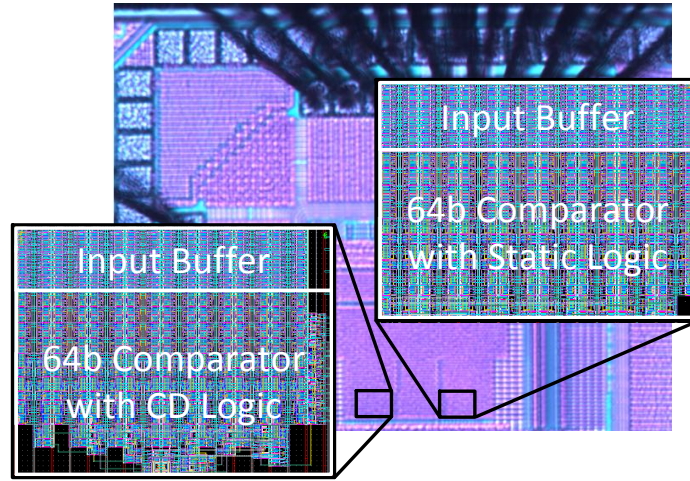 Input Buffer
64b Comparator
with Static Logic
Input Buffer
64b Comparator
with CD Logic